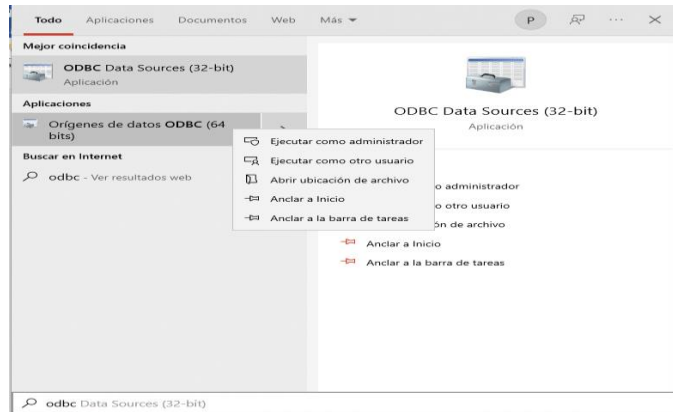 Todo Aplicaciones Documentos Web Más P ...
Mejor coincidencia
ODBC Data Sources (32-bit)
Aplicación
Aplicaciones
Orígenes de datos ODBC (64
bits)
Buscar en Internet
odbc - Ver resultados web
Ejecutar como administrador
Ejecutar como otro usuario
Abrir ubicación de archivo
Anclar a Inicio
Anclar a la barra de tareas
ODBC Data Sources (32-bit)
Aplicación
o administrador
o otro usuario
ón de archivo
Anclar a Inicio
Anclar a la barra de tareas
odbc Data Sources (32-bit)